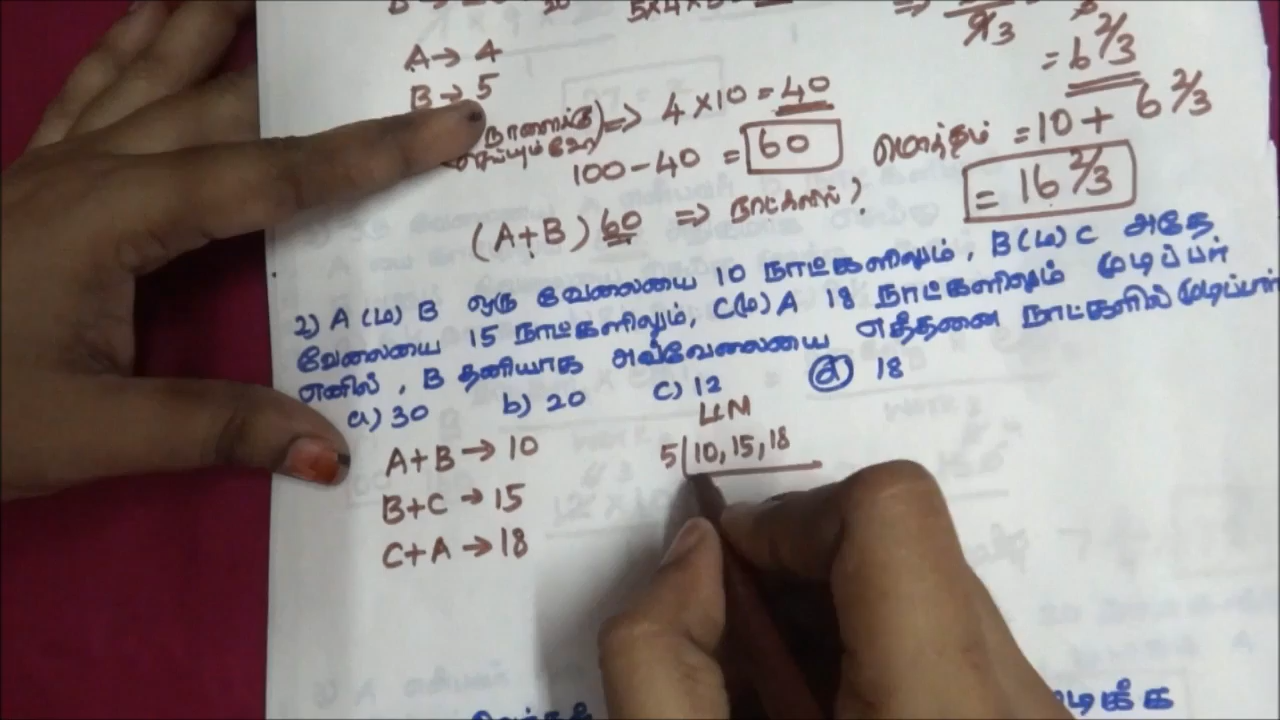 A → 4
B → 5
=> 4 × 10 = 40
100 - 40 = 60
(A+B) 60 => நாட்களில்?
= 6 2/3
மொத்தம் = 10 + 6 2/3
= 16 2/3
2) A (ம) B ஒரு வேலையை 10 நாட்களிலும், B (ம) C அதே
வேலையை 15 நாட்களிலும், C(ம) A 18 நாட்களிலும் முடிப்பர்
எனில், B தனியாக அவ்வேலையை எத்தனை நாட்களில் முடிப்பார்
a) 30 b) 20 c) 12 d) 18
A+B → 10
B+C → 15
C+A → 18
LCM
5 | 10, 15, 18